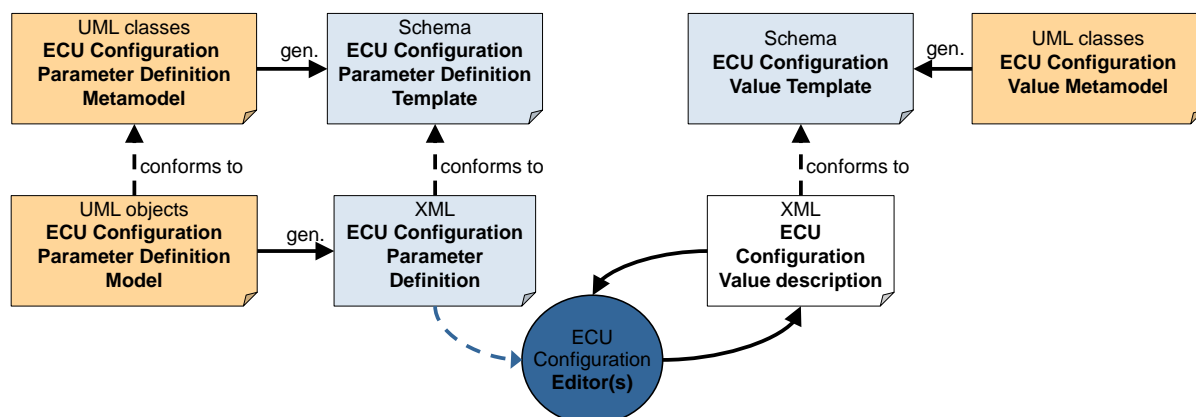 UML classes
ECU Configuration
Parameter Definition
Metamodel
gen.
Schema
ECU Configuration
Parameter Definition
Template
Schema
ECU Configuration
Value Template
gen.
UML classes
ECU Configuration
Value Metamodel
conforms to
conforms to
conforms to
UML objects
ECU Configuration
Parameter Definition
Model
gen.
XML
ECU Configuration
Parameter
Definition
XML
ECU
Configuration
Value description
ECU
Configuration
Editor(s)